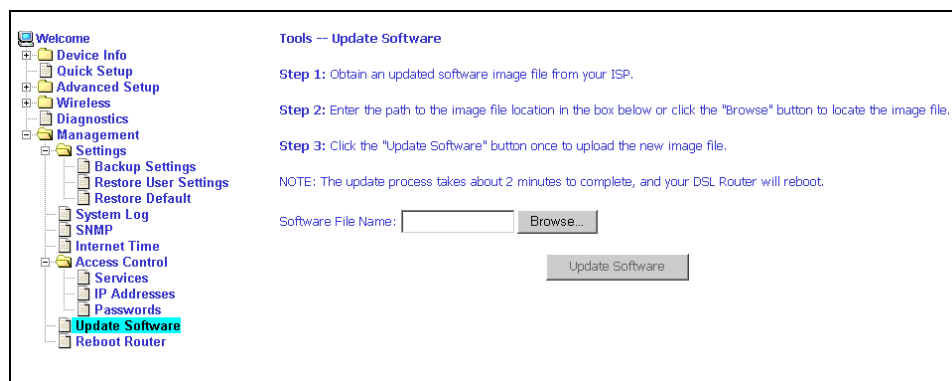 Welcome
Device Info
Quick Setup
Advanced Setup
Wireless
Diagnostics
Management
Settings
Backup Settings
Restore User Settings
Restore Default
System Log
SNMP
Internet Time
Access Control
Services
IP Addresses
Passwords
Update Software
Reboot Router
Tools -- Update Software
Step 1: Obtain an updated software image file from your ISP.
Step 2: Enter the path to the image file location in the box below or click the "Browse" button to locate the image file.
Step 3: Click the "Update Software" button once to upload the new image file.
NOTE: The update process takes about 2 minutes to complete, and your DSL Router will reboot.
Software File Name: Browse...
Update Software